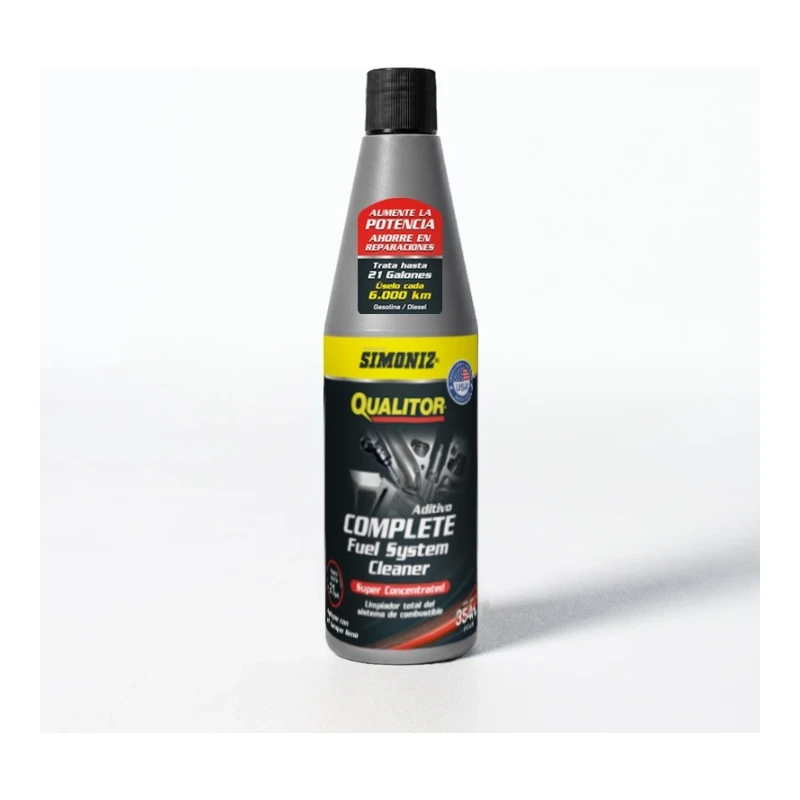 AUMENTE LA
POTENCIA
AHORRE EN
REPARACIONES
Trata hasta
21 Galones
Úselo cada
6.000 km
Gasolina / Diesel
SIMONIZ®
USA
QUALITOR
Aditivo
COMPLETE
Fuel System
Cleaner
Super Concentrated
Limpiador total del
sistema de combustible
354